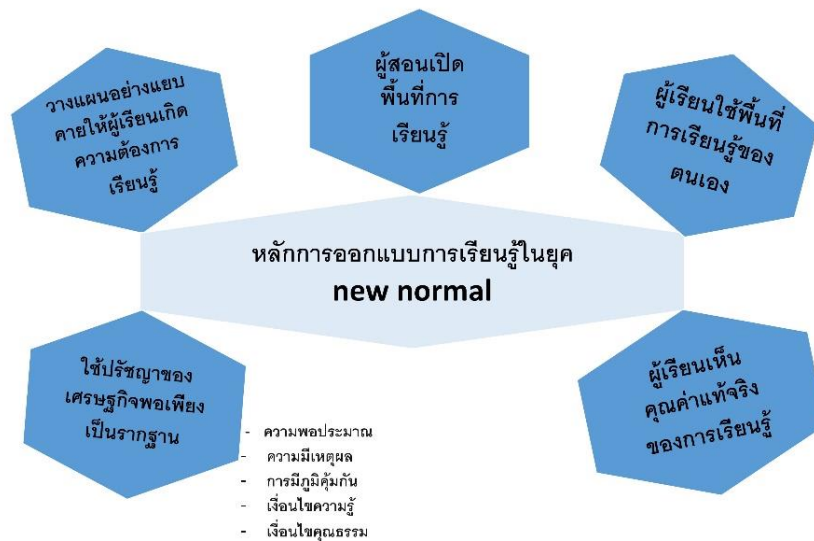 วางแผนอย่างแยบ
คายให้ผู้เรียนเกิด
ความต้องการ
เรียนรู้
ผู้สอนเปิด
พื้นที่การ
เรียนรู้
ผู้เรียนใช้พื้นที่
การเรียนรู้ของ
ตนเอง
หลักการออกแบบการเรียนรู้ในยุค
new normal
ใช้ปรัชญาของ
เศรษฐกิจพอเพียง
เป็นรากฐาน
- ความพอประมาณ
- ความมีเหตุผล
- การมีภูมิคุ้มกัน
- เงื่อนไขความรู้
- เงื่อนไขคุณธรรม
ผู้เรียนเห็น
คุณค่าแท้จริง
ของการเรียนรู้